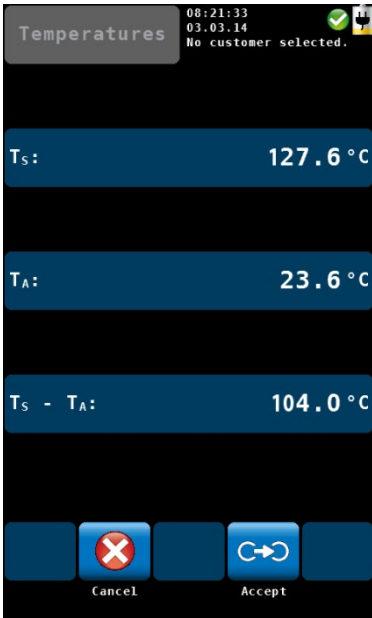 Temperatures
08:21:33
03.03.14
No customer selected.
Ts: 127.6 °C
TA: 23.6 °C
Ts - TA: 104.0 °C
Cancel Accept